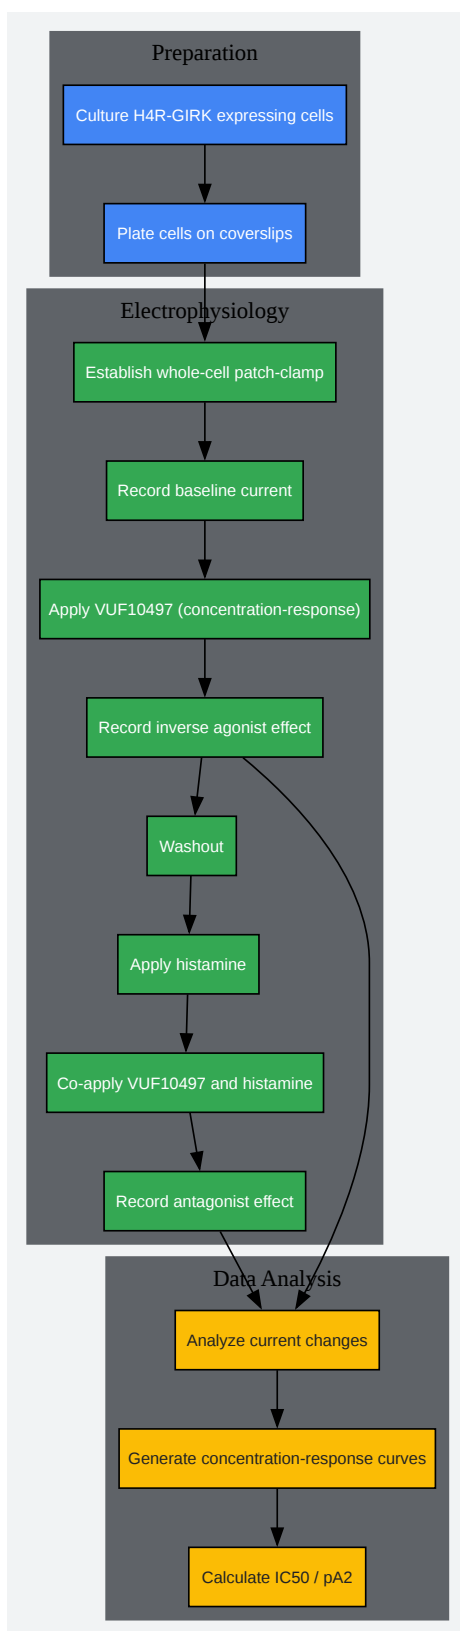 Preparation
Culture H4R-GIRK expressing cells
Plate cells on coverslips
Electrophysiology
Establish whole-cell patch-clamp
Record baseline current
Apply VUF10497 (concentration-response)
Record inverse agonist effect
Washout
Apply histamine
Co-apply VUF10497 and histamine
Record antagonist effect
Data Analysis
Analyze current changes
Generate concentration-response curves
Calculate IC50 / pA2